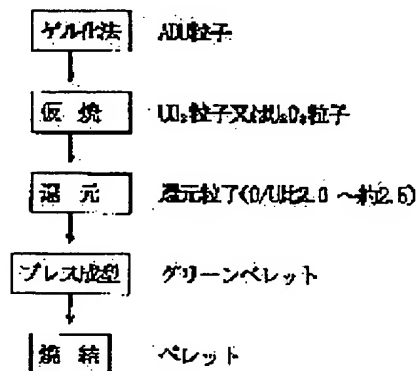 ゲル化法 ADU粒子
仮 焼 UO₃粒子又はU₃O₈粒子
還 元 還元粒子(O/U比2.0 ～約2.5)
プレス成型 グリーンペレット
焼 結 ペレット